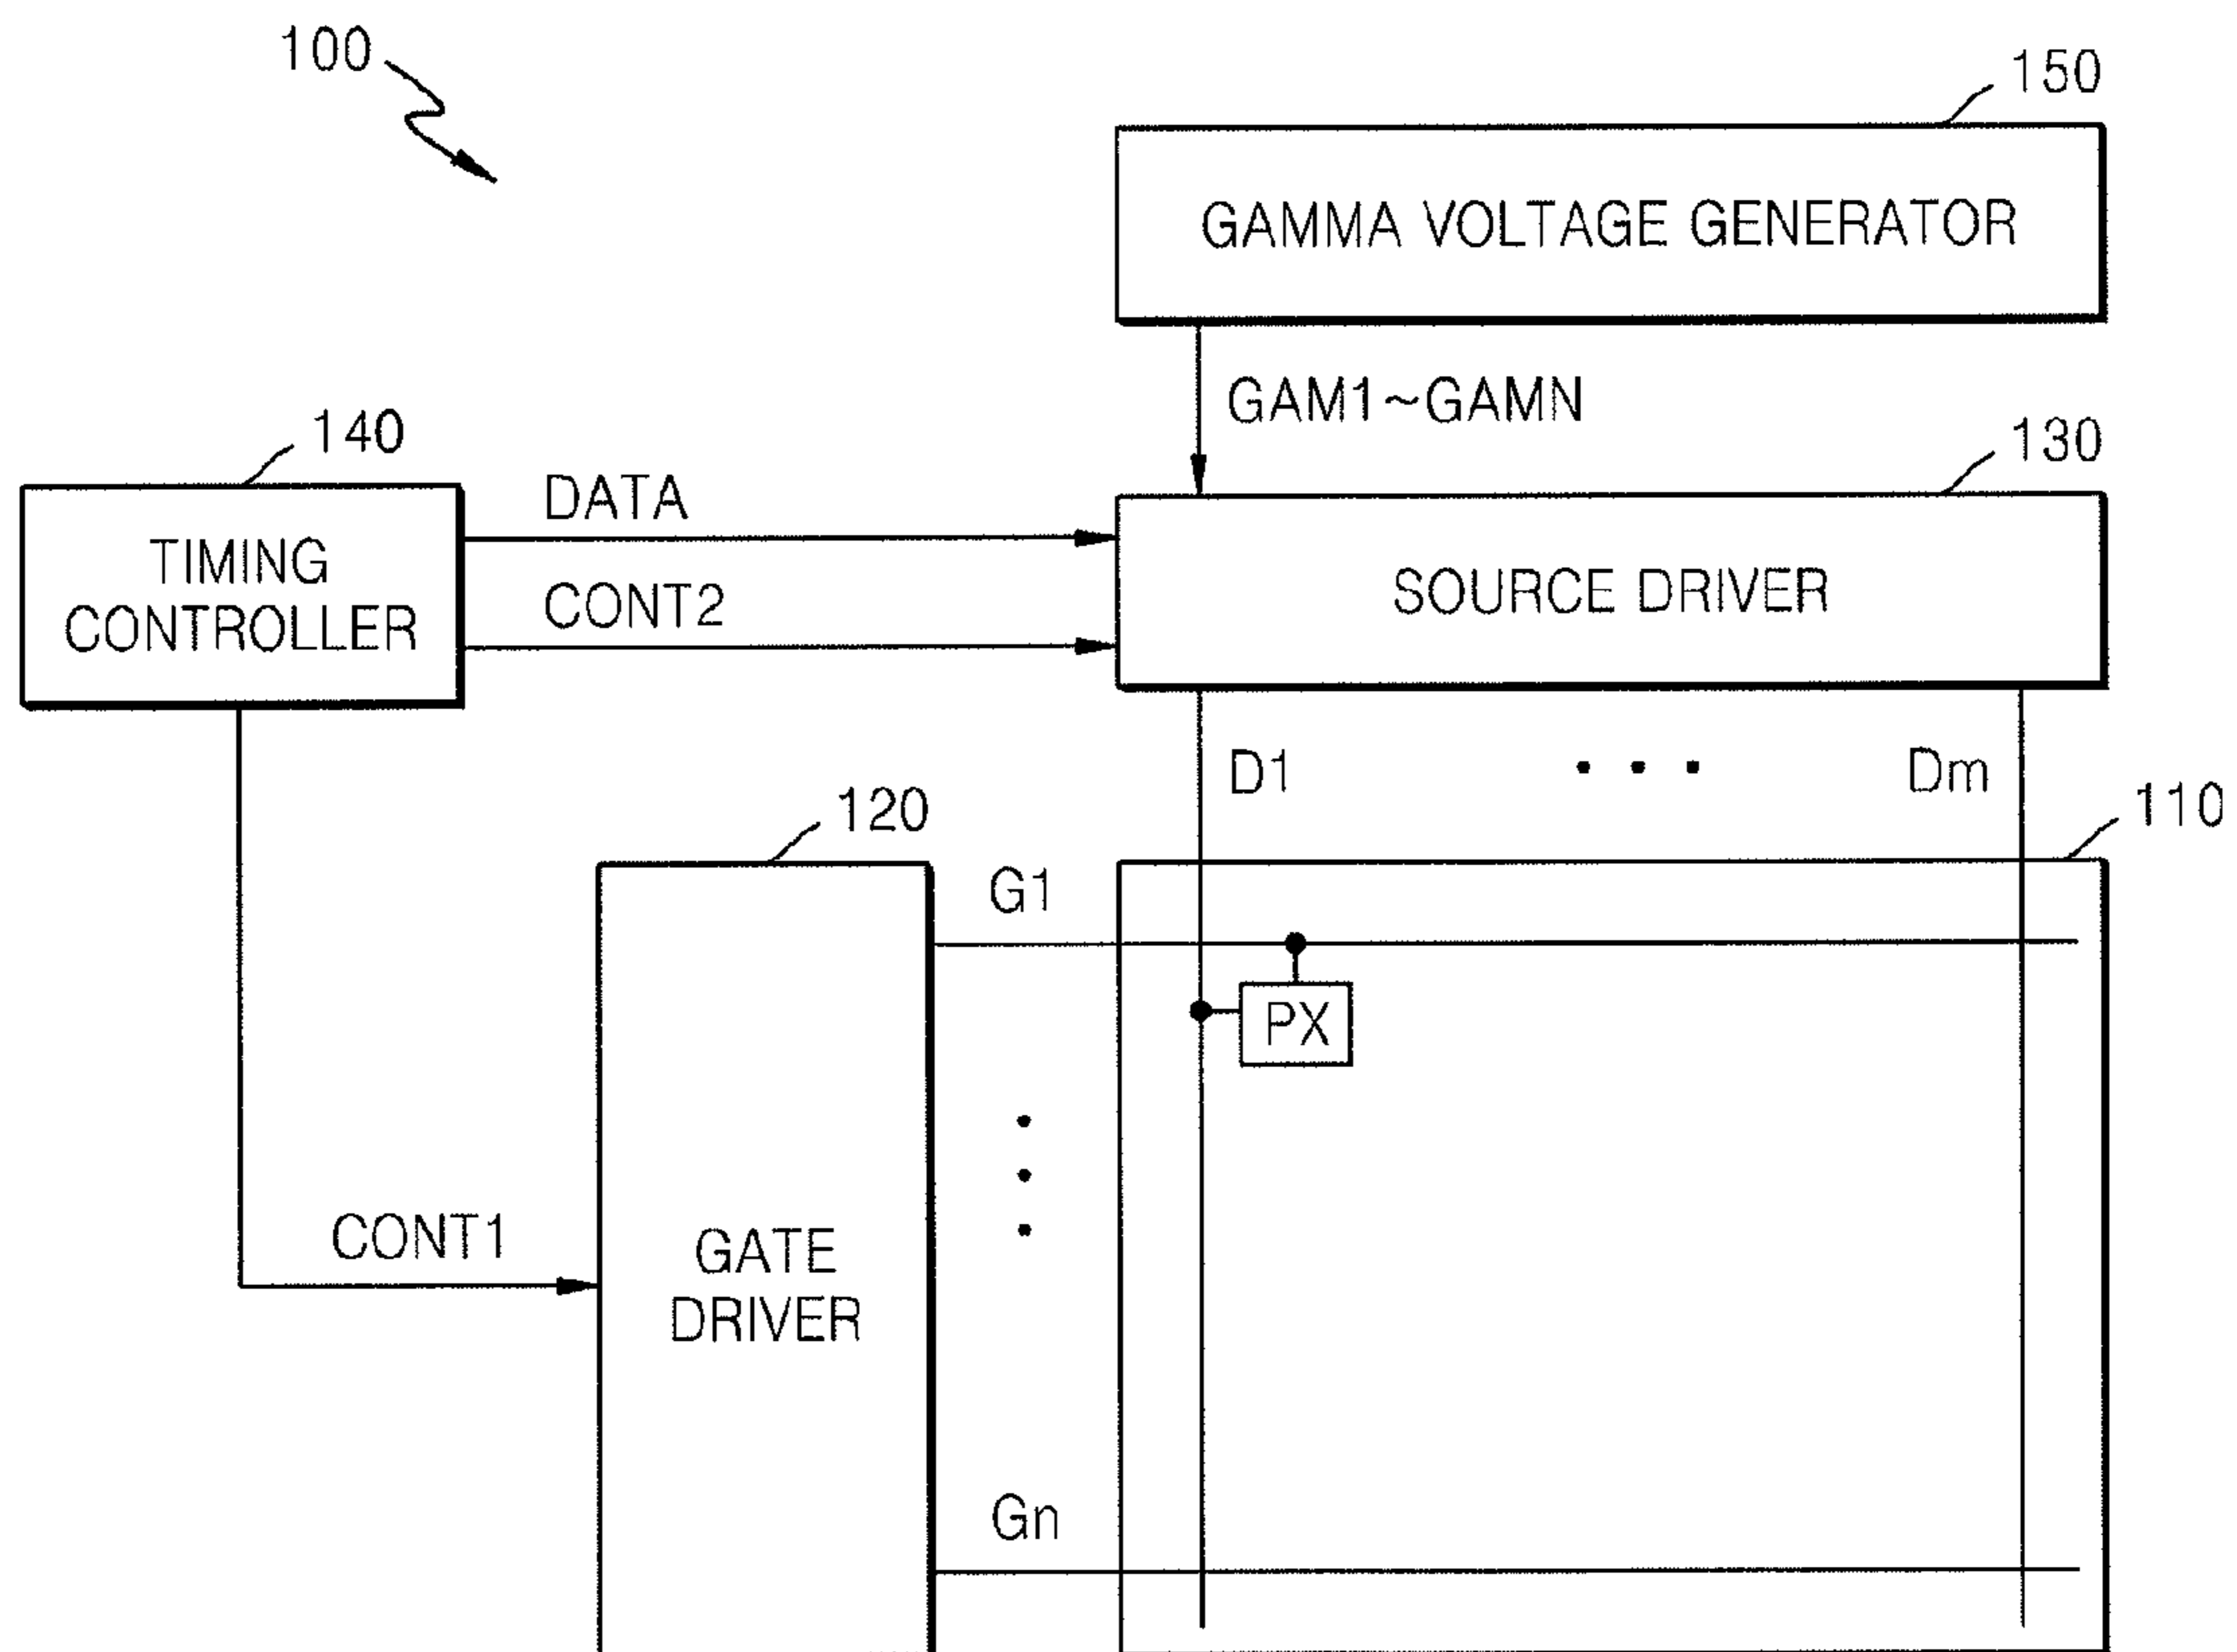 100
150
GAMMA VOLTAGE GENERATOR
GAM1~GAMN
140
130
DATA
TIMING
CONTROLLER
CONT2
SOURCE DRIVER
D1
Dm
110
120
G1
PX
CONT1
GATE
DRIVER
Gn